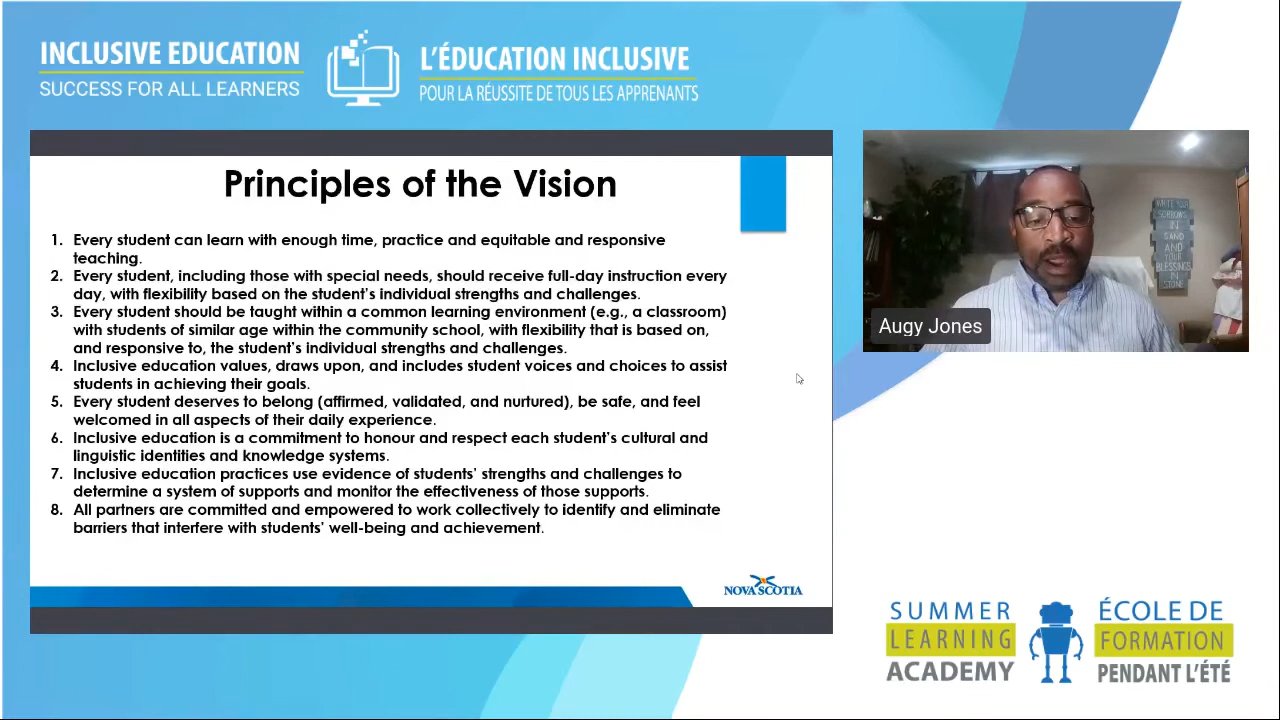 INCLUSIVE EDUCATION
SUCCESS FOR ALL LEARNERS
L'ÉDUCATION INCLUSIVE
POUR LA RÉUSSITE DE TOUS LES APPRENANTS
Principles of the Vision
1. Every student can learn with enough time, practice and equitable and responsive
teaching.
2. Every student, including those with special needs, should receive full-day instruction every
day, with flexibility based on the student's individual strengths and challenges.
3. Every student should be taught within a common learning environment (e.g., a classroom)
with students of similar age within the community school, with flexibility that is based on,
and responsive to, the student's individual strengths and challenges.
4. Inclusive education values, draws upon, and includes student voices and choices to assist
students in achieving their goals.
5. Every student deserves to belong (affirmed, validated, and nurtured), be safe, and feel
welcomed in all aspects of their daily experience.
6. Inclusive education is a commitment to honour and respect each student's cultural and
linguistic identities and knowledge systems.
7. Inclusive education practices use evidence of students' strengths and challenges to
determine a system of supports and monitor the effectiveness of those supports.
8. All partners are committed and empowered to work collectively to identify and eliminate
barriers that interfere with students' well-being and achievement.
NOVA SCOTIA
WRITE YOUR
SORROWS
IN
SAND
AND
YOUR
BLESSINGS
IN
STONE
Augy Jones
SUMMER
LEARNING
ACADEMY
ÉCOLE DE
FORMATION
PENDANT L'ÉTÉ